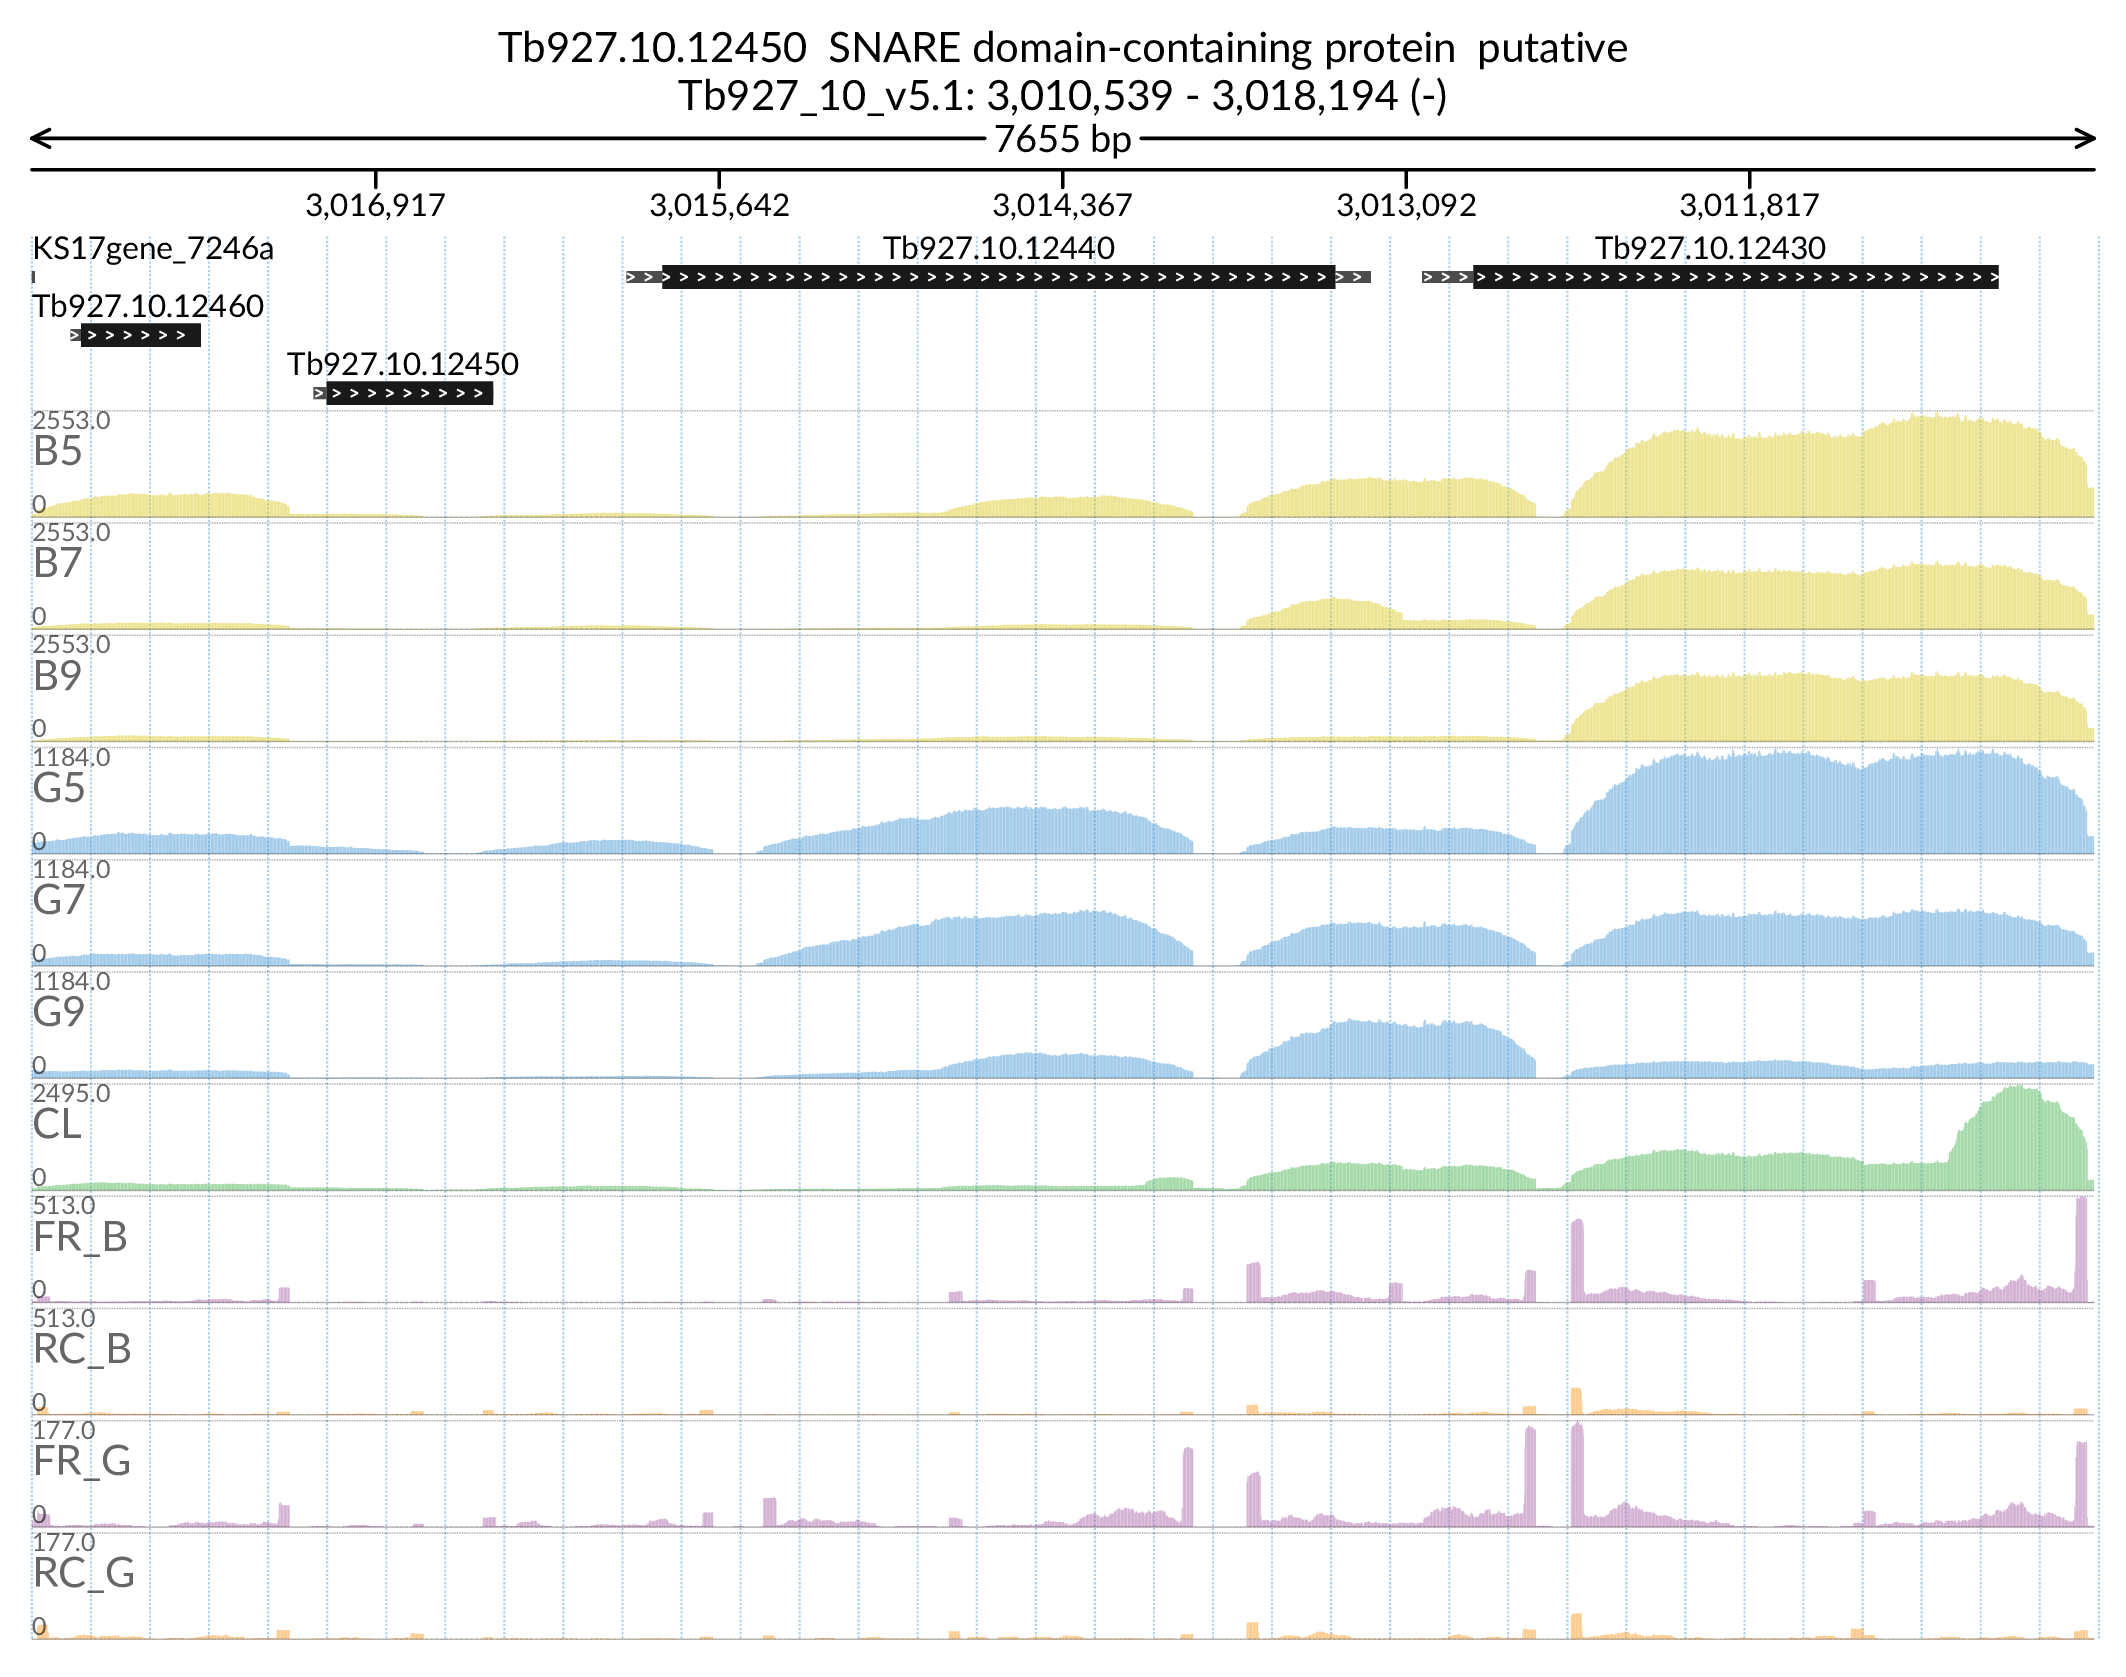 Tb927.10.12450  SNARE domain-containing protein  putative
Tb927_10_v5.1: 3,010,539 - 3,018,194 (-)
7655 bp
3,016,917 3,015,642 3,014,367 3,013,092 3,011,817
KS17gene_7246a Tb927.10.12440 Tb927.10.12430
Tb927.10.12460
Tb927.10.12450
2553.0
B5
0
2553.0
B7
0
2553.0
B9
0
1184.0
G5
0
1184.0
G7
0
1184.0
G9
0
2495.0
CL
0
513.0
FR_B
0
513.0
RC_B
0
177.0
FR_G
0
177.0
RC_G
0